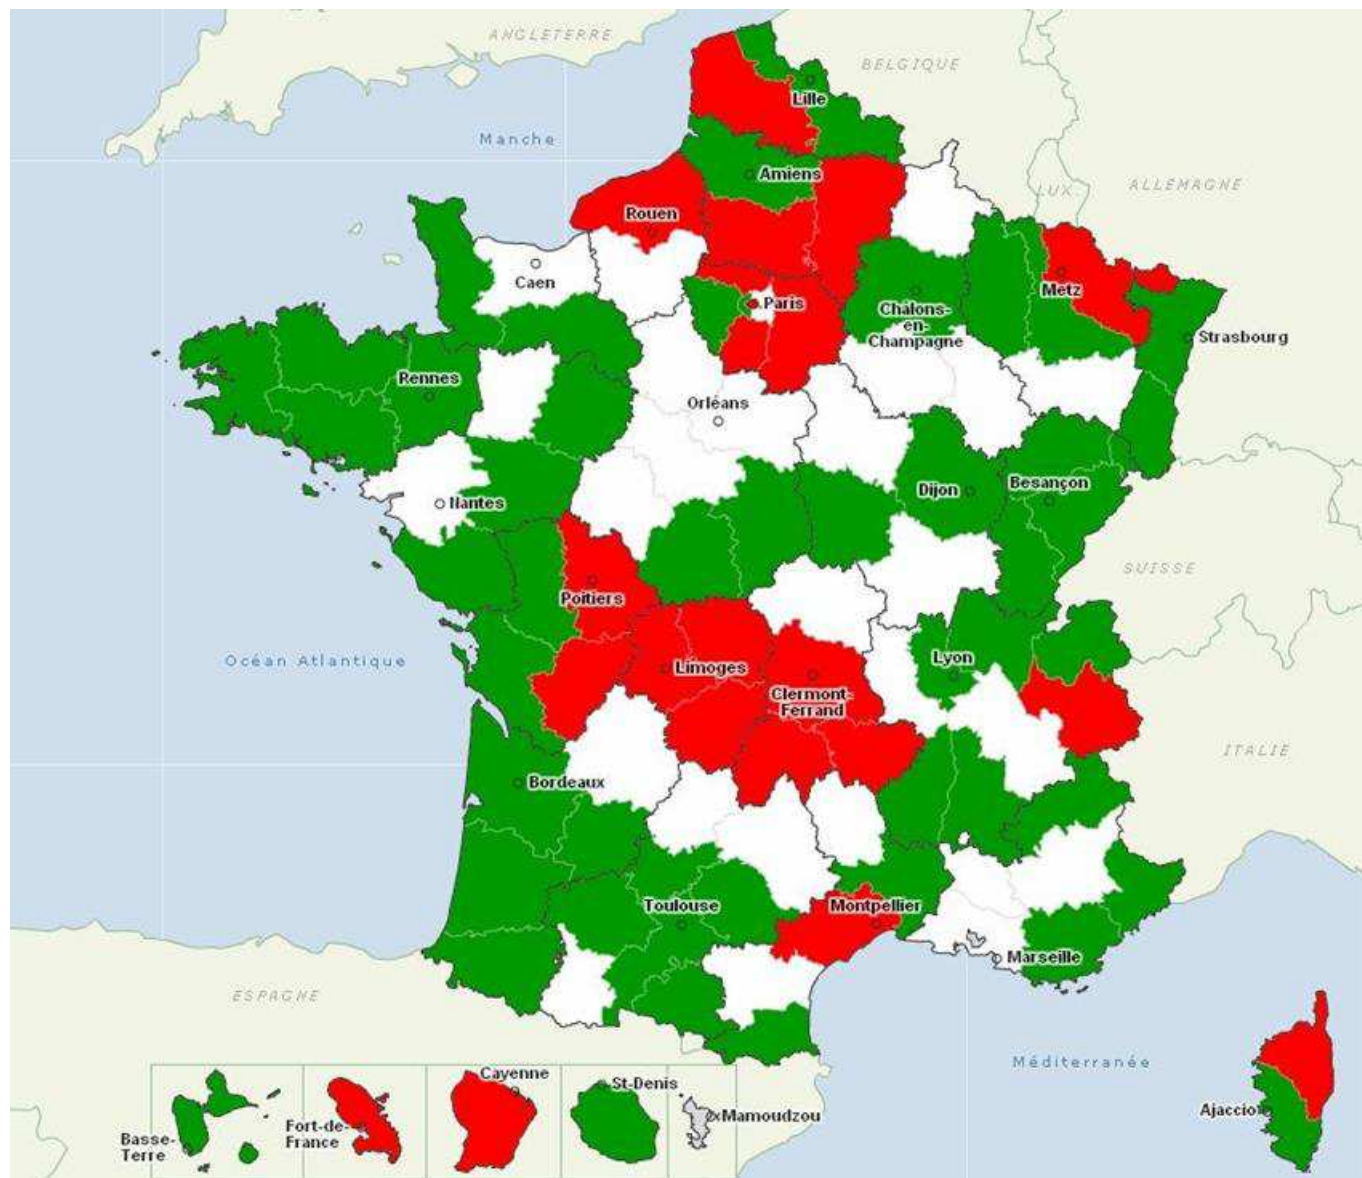 ANGLETERRE
BELGIQUE
Lille
Manche
Amiens
LUX.
ALLEMAGNE
Rouen
Caen
Metz
Paris
Châlons-
en-
Champagne
Strasbourg
Rennes
Orléans
Dijon
Besançon
Nantes
SUISSE
Poitiers
Océan Atlantique
Limoges
Lyon
Clermont-
Ferrand
ITALIE
Bordeaux
Toulouse
Montpellier
Marseille
ESPAGNE
Méditerranée
Cayenne
St-Denis
Ajaccio
Mamoudzou
Fort-de-
France
Basse-
Terre